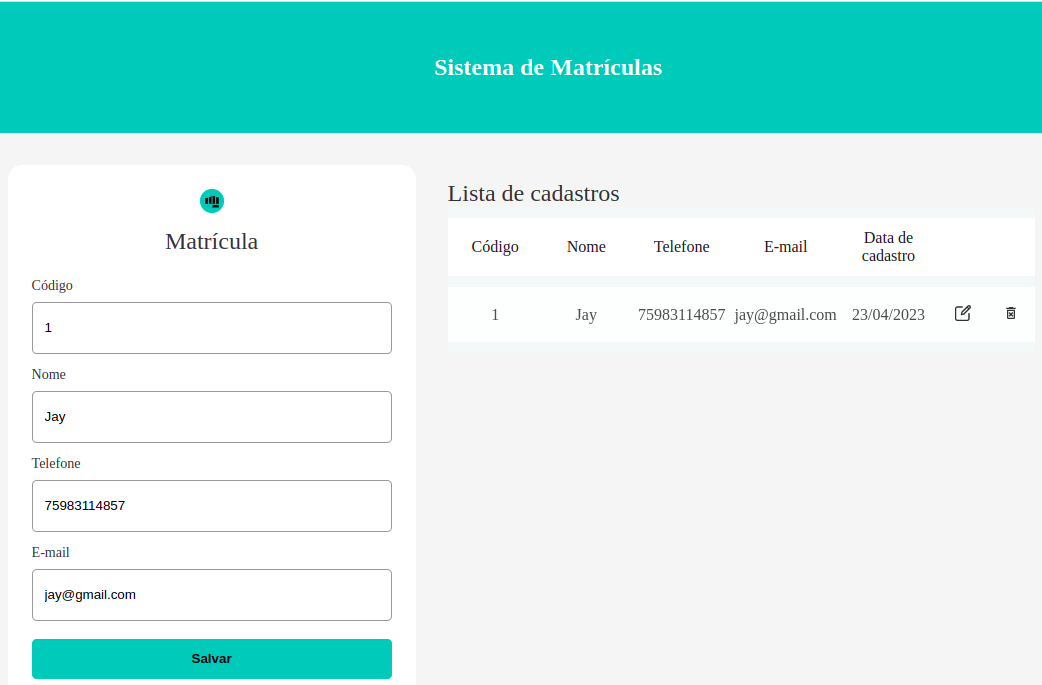 Sistema de Matrículas
Matrícula
Código
1
Nome
Jay
Telefone
75983114857
E-mail
jay@gmail.com
Salvar
Lista de cadastros
Código Nome Telefone E-mail Data de
cadastro
1 Jay 75983114857 jay@gmail.com 23/04/2023